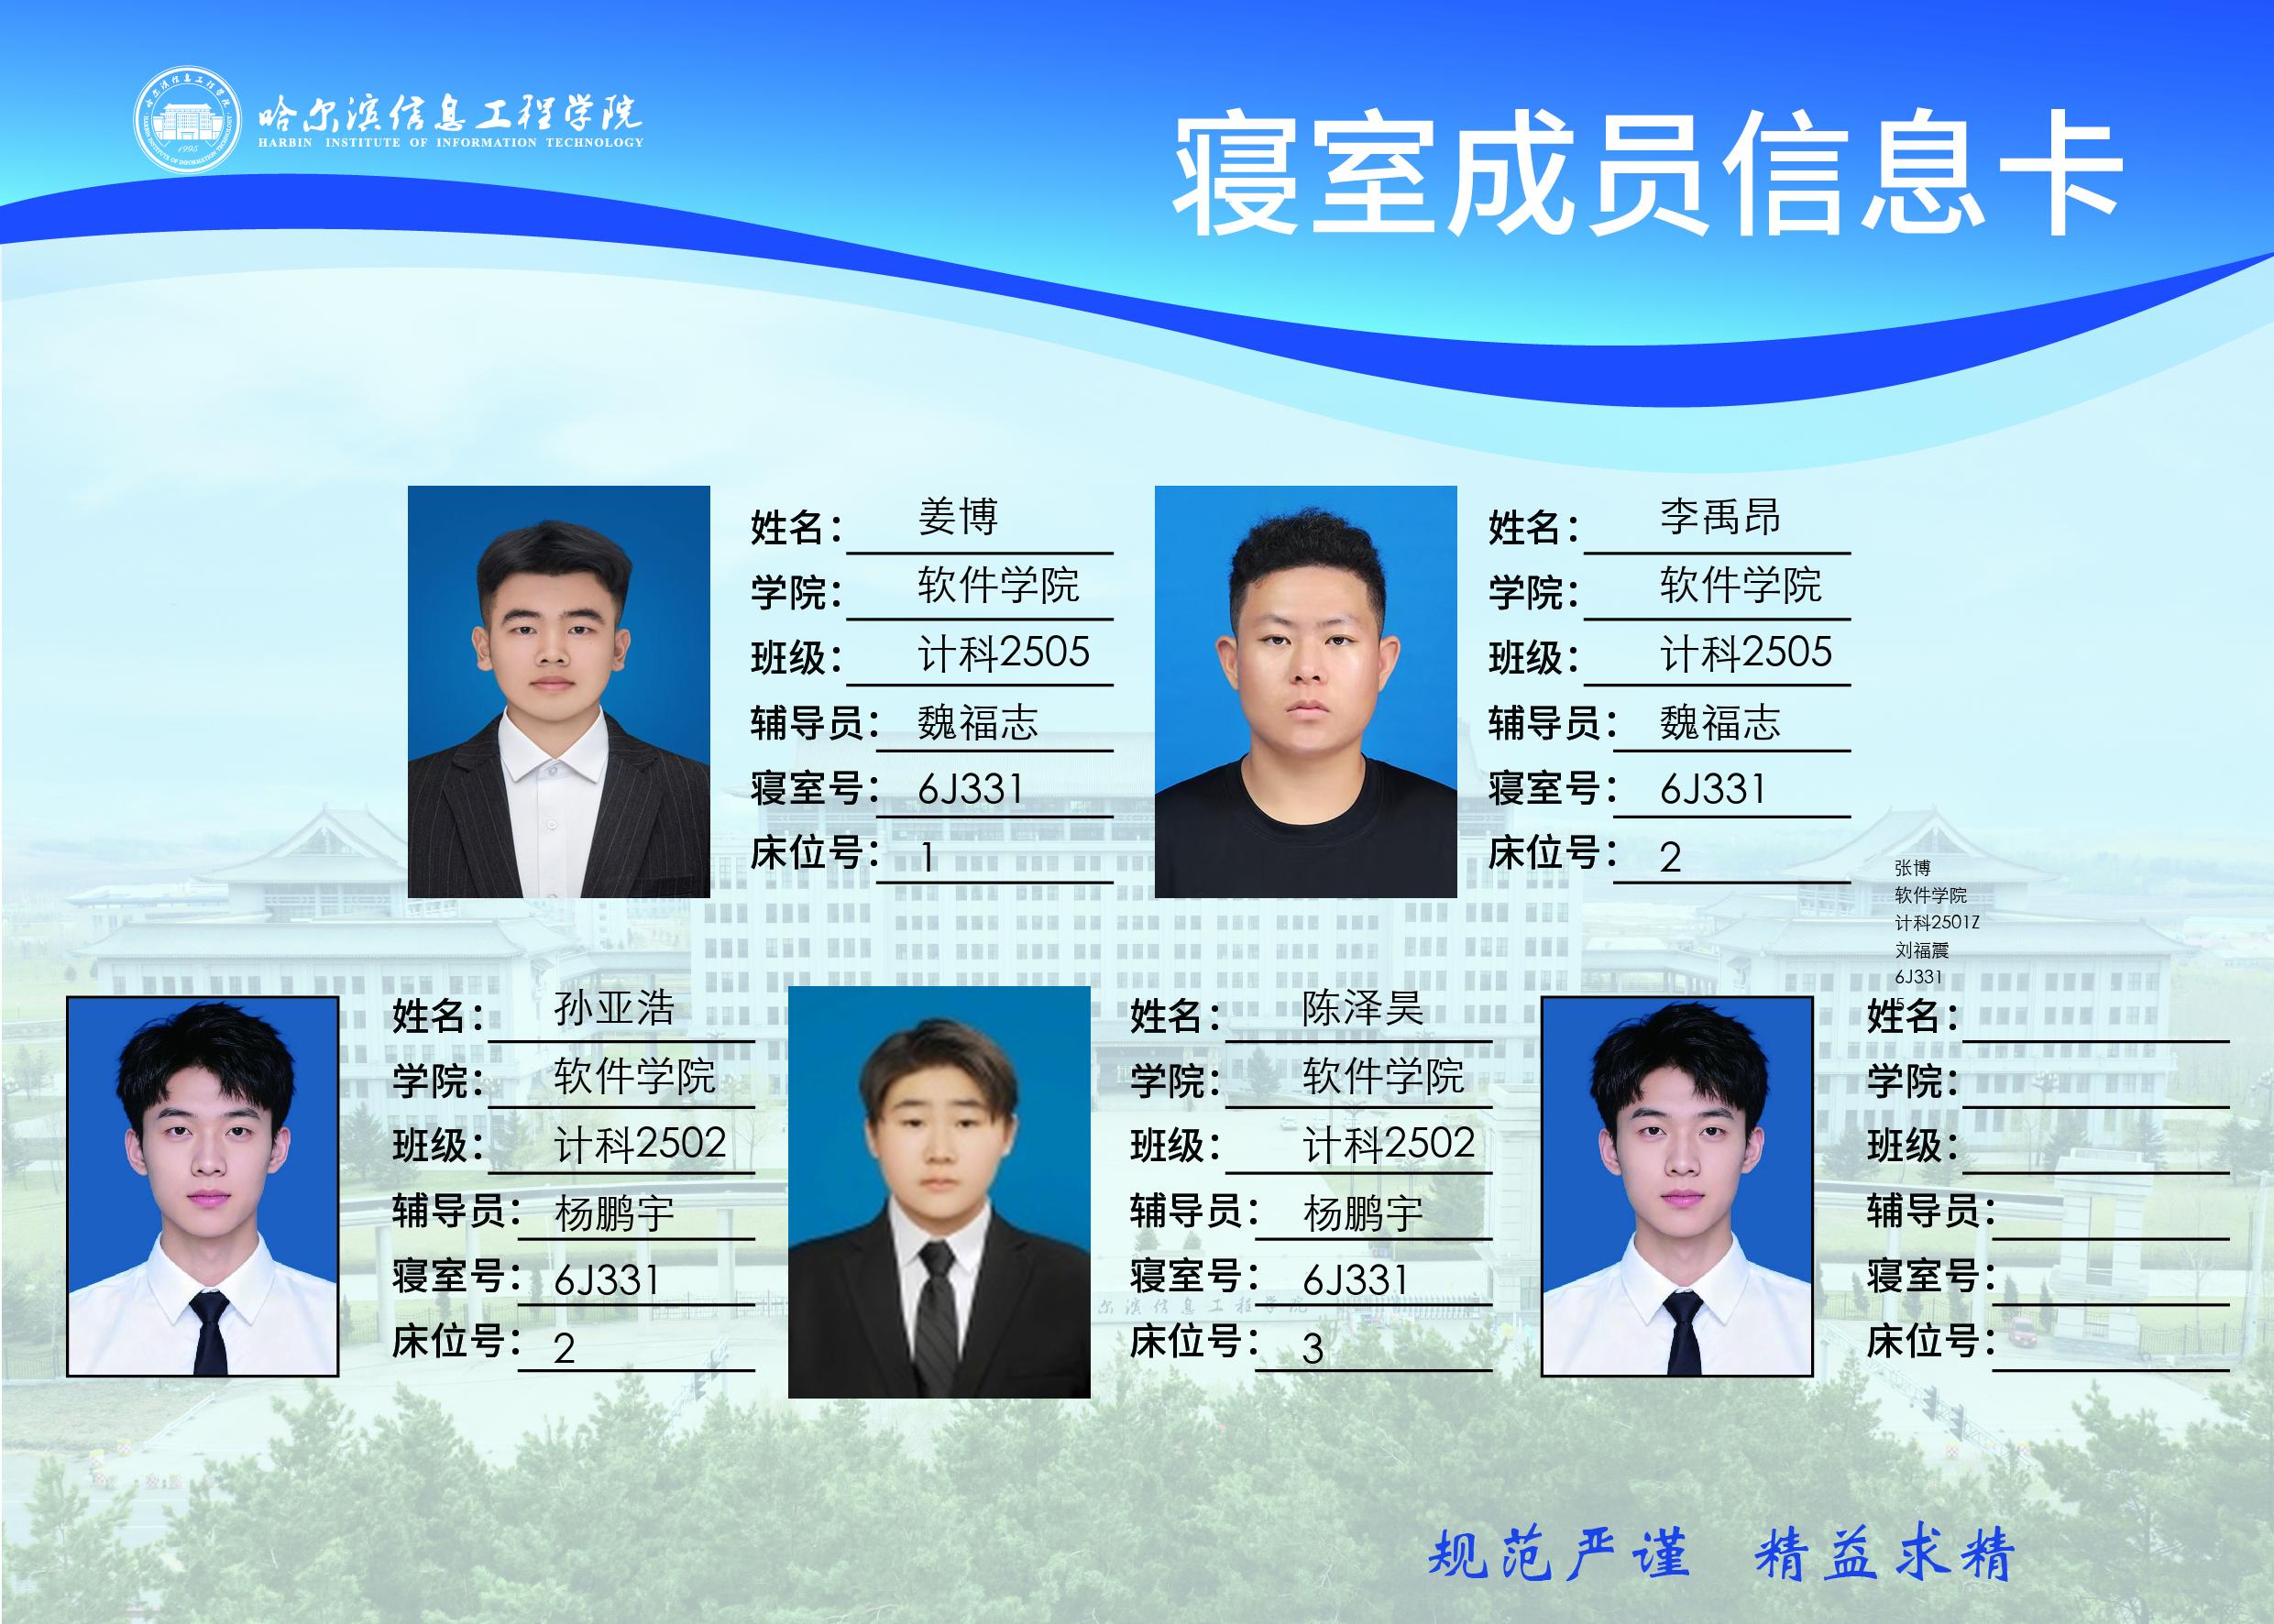 哈尔滨信息工程学院
HARBIN INSTITUTE OF INFORMATION TECHNOLOGY
1995
寝室成员信息卡
姓名： 姜博
学院： 软件学院
班级： 计科2505
辅导员： 魏福志
寝室号： 6J331
床位号： 1
姓名： 李禹昂
学院： 软件学院
班级： 计科2505
辅导员： 魏福志
寝室号： 6J331
床位号： 2
张博
软件学院
计科2501Z
刘福震
6J331
5
姓名： 孙亚浩
学院： 软件学院
班级： 计科2502
辅导员： 杨鹏宇
寝室号： 6J331
床位号： 2
姓名： 陈泽昊
学院： 软件学院
班级： 计科2502
辅导员： 杨鹏宇
寝室号： 6J331
床位号： 3
姓名：
学院：
班级：
辅导员：
寝室号：
床位号：
尔滨信息工程学院
规范严谨 精益求精